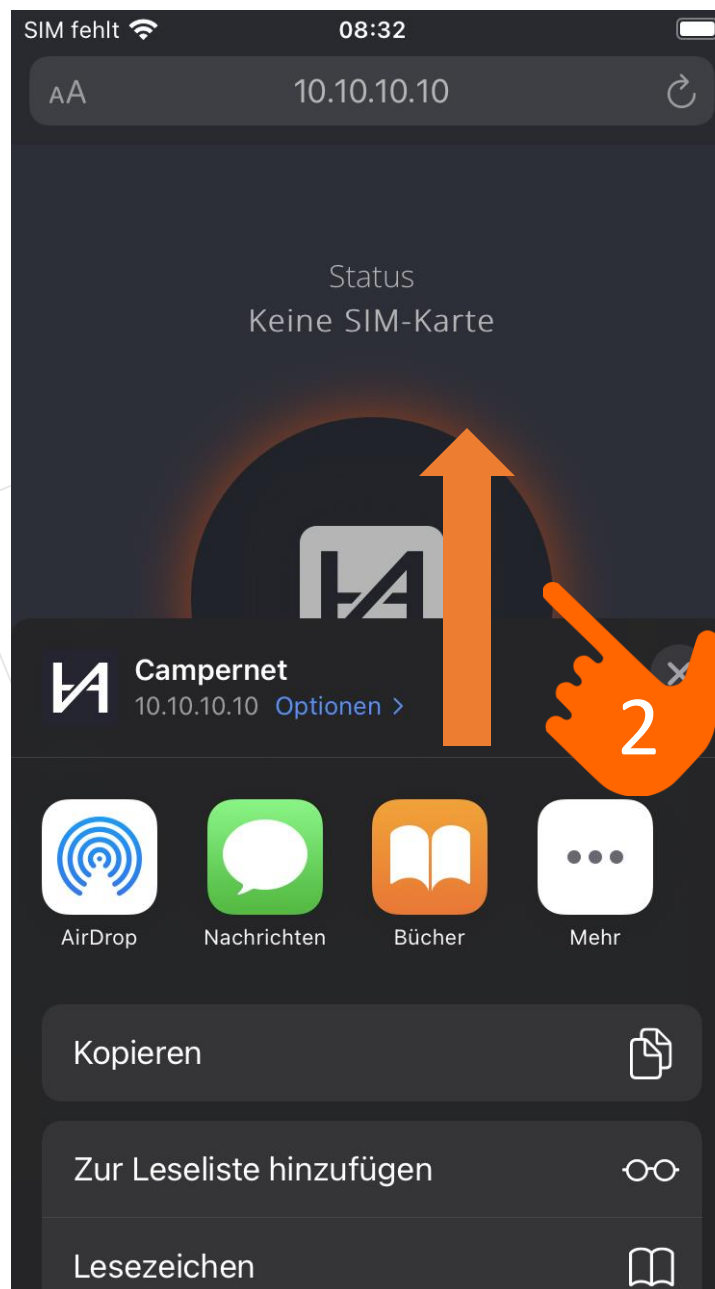 SIM fehlt 08:32
AA 10.10.10.10
Status
Keine SIM-Karte
Campernet
10.10.10.10 Optionen >
2
AirDrop Nachrichten Bücher Mehr
Kopieren
Zur Leseliste hinzufügen
Lesezeichen